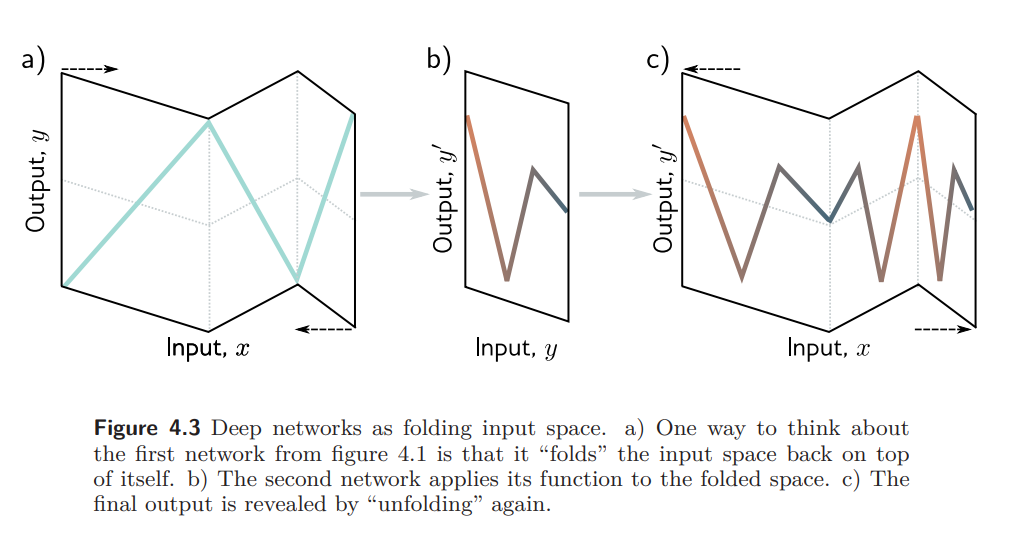 a)
Output, y
Input, x
b)
Output, y′
Input, y
c)
Output, y′
Input, x
Figure 4.3 Deep networks as folding input space. a) One way to think about
the first network from figure 4.1 is that it “folds” the input space back on top
of itself. b) The second network applies its function to the folded space. c) The
final output is revealed by “unfolding” again.